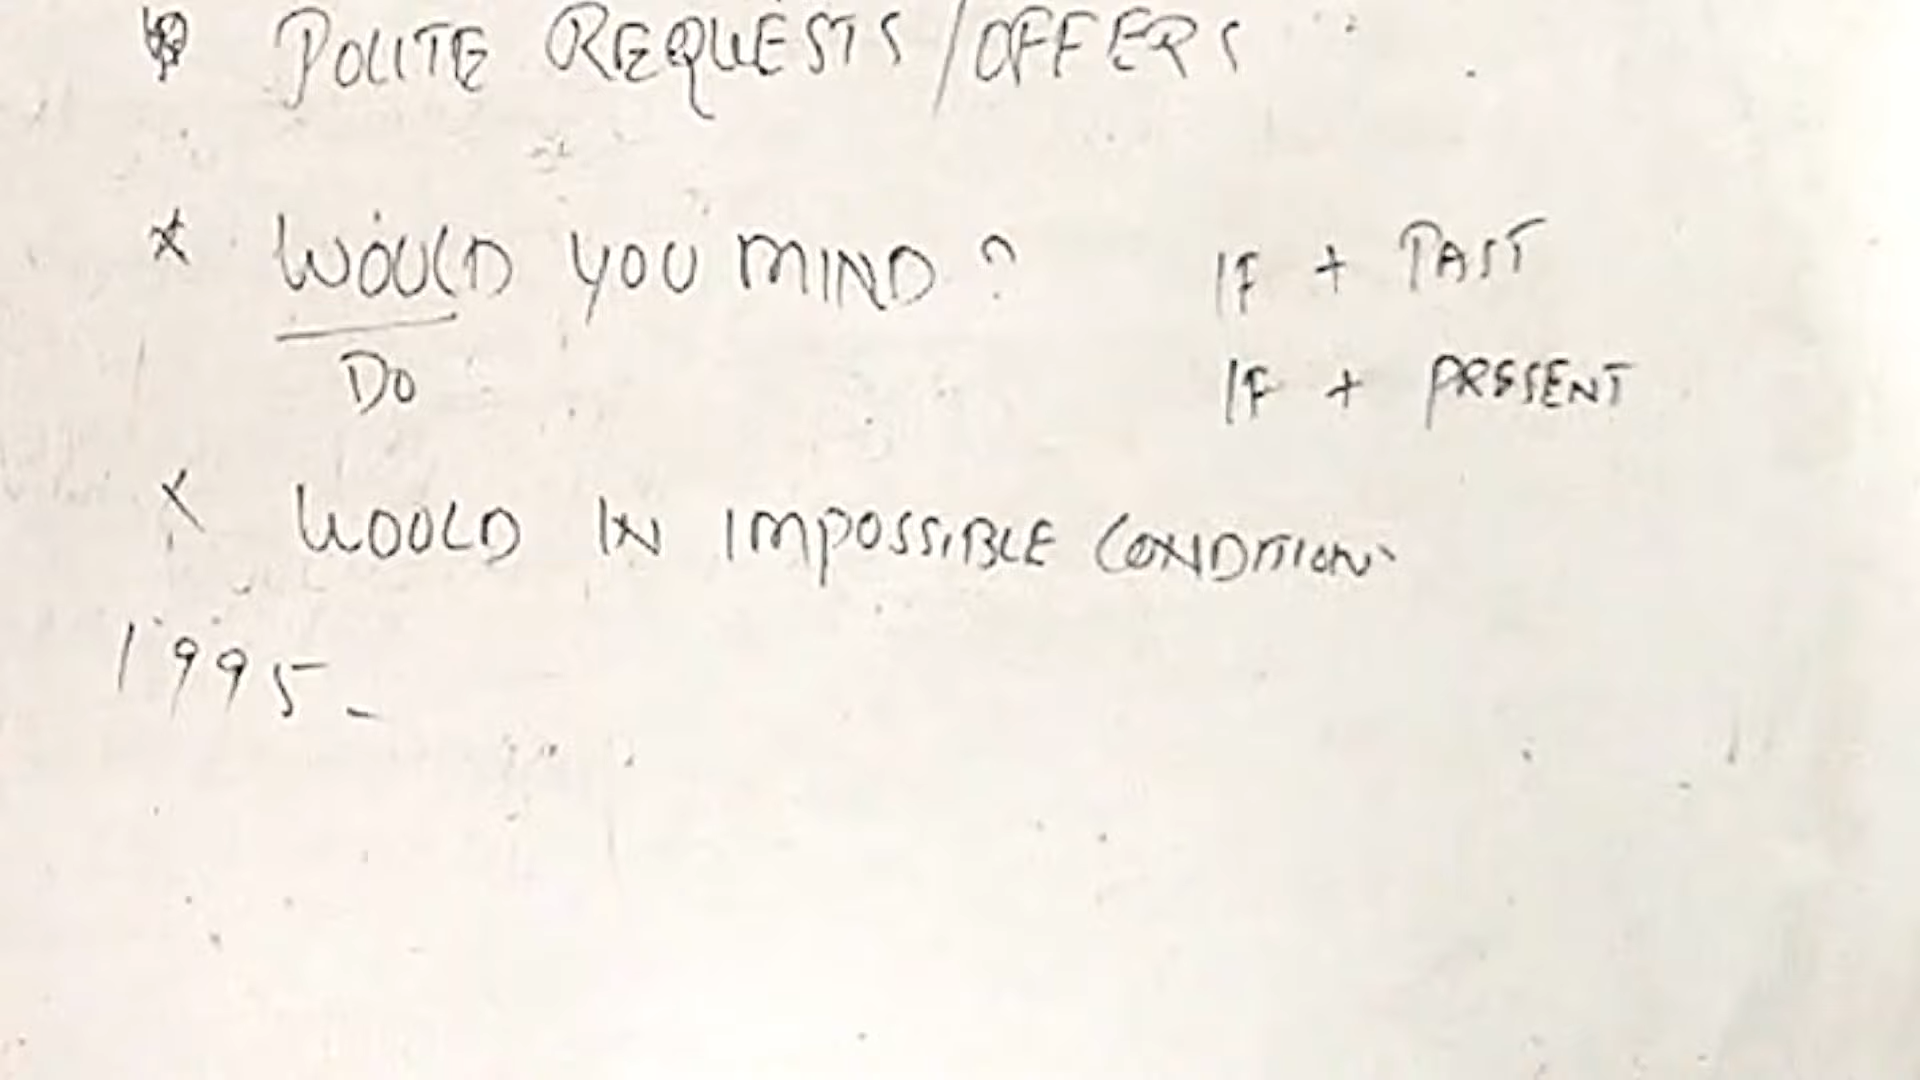 * POLITE REQUESTS/OFFERS
* WOULD YOU MIND? IF + PAST
DO IF + PRESENT
* WOULD IN IMPOSSIBLE CONDITION
1995-